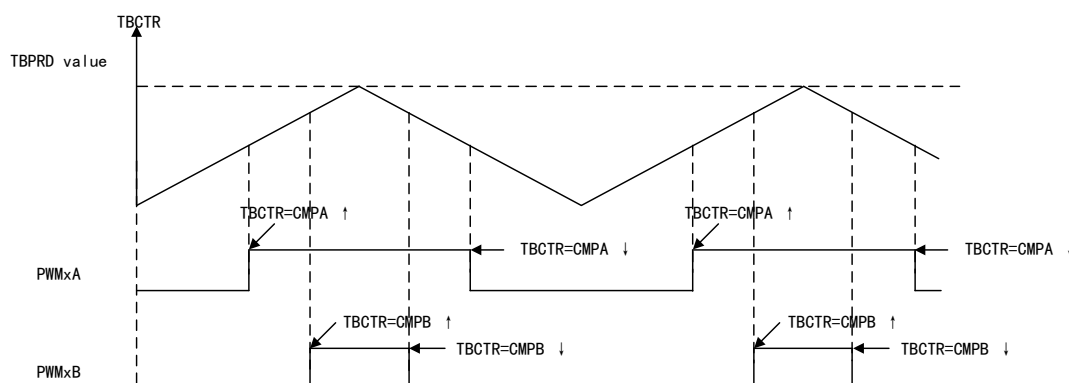 TBCTR
TBPRD value
TBCTR=CMPA ↑
TBCTR=CMPA ↑
TBCTR=CMPA ↓
TBCTR=CMPA ↓
PWMxA
TBCTR=CMPB ↑
TBCTR=CMPB ↑
TBCTR=CMPB ↓
TBCTR=CMPB ↓
PWMxB